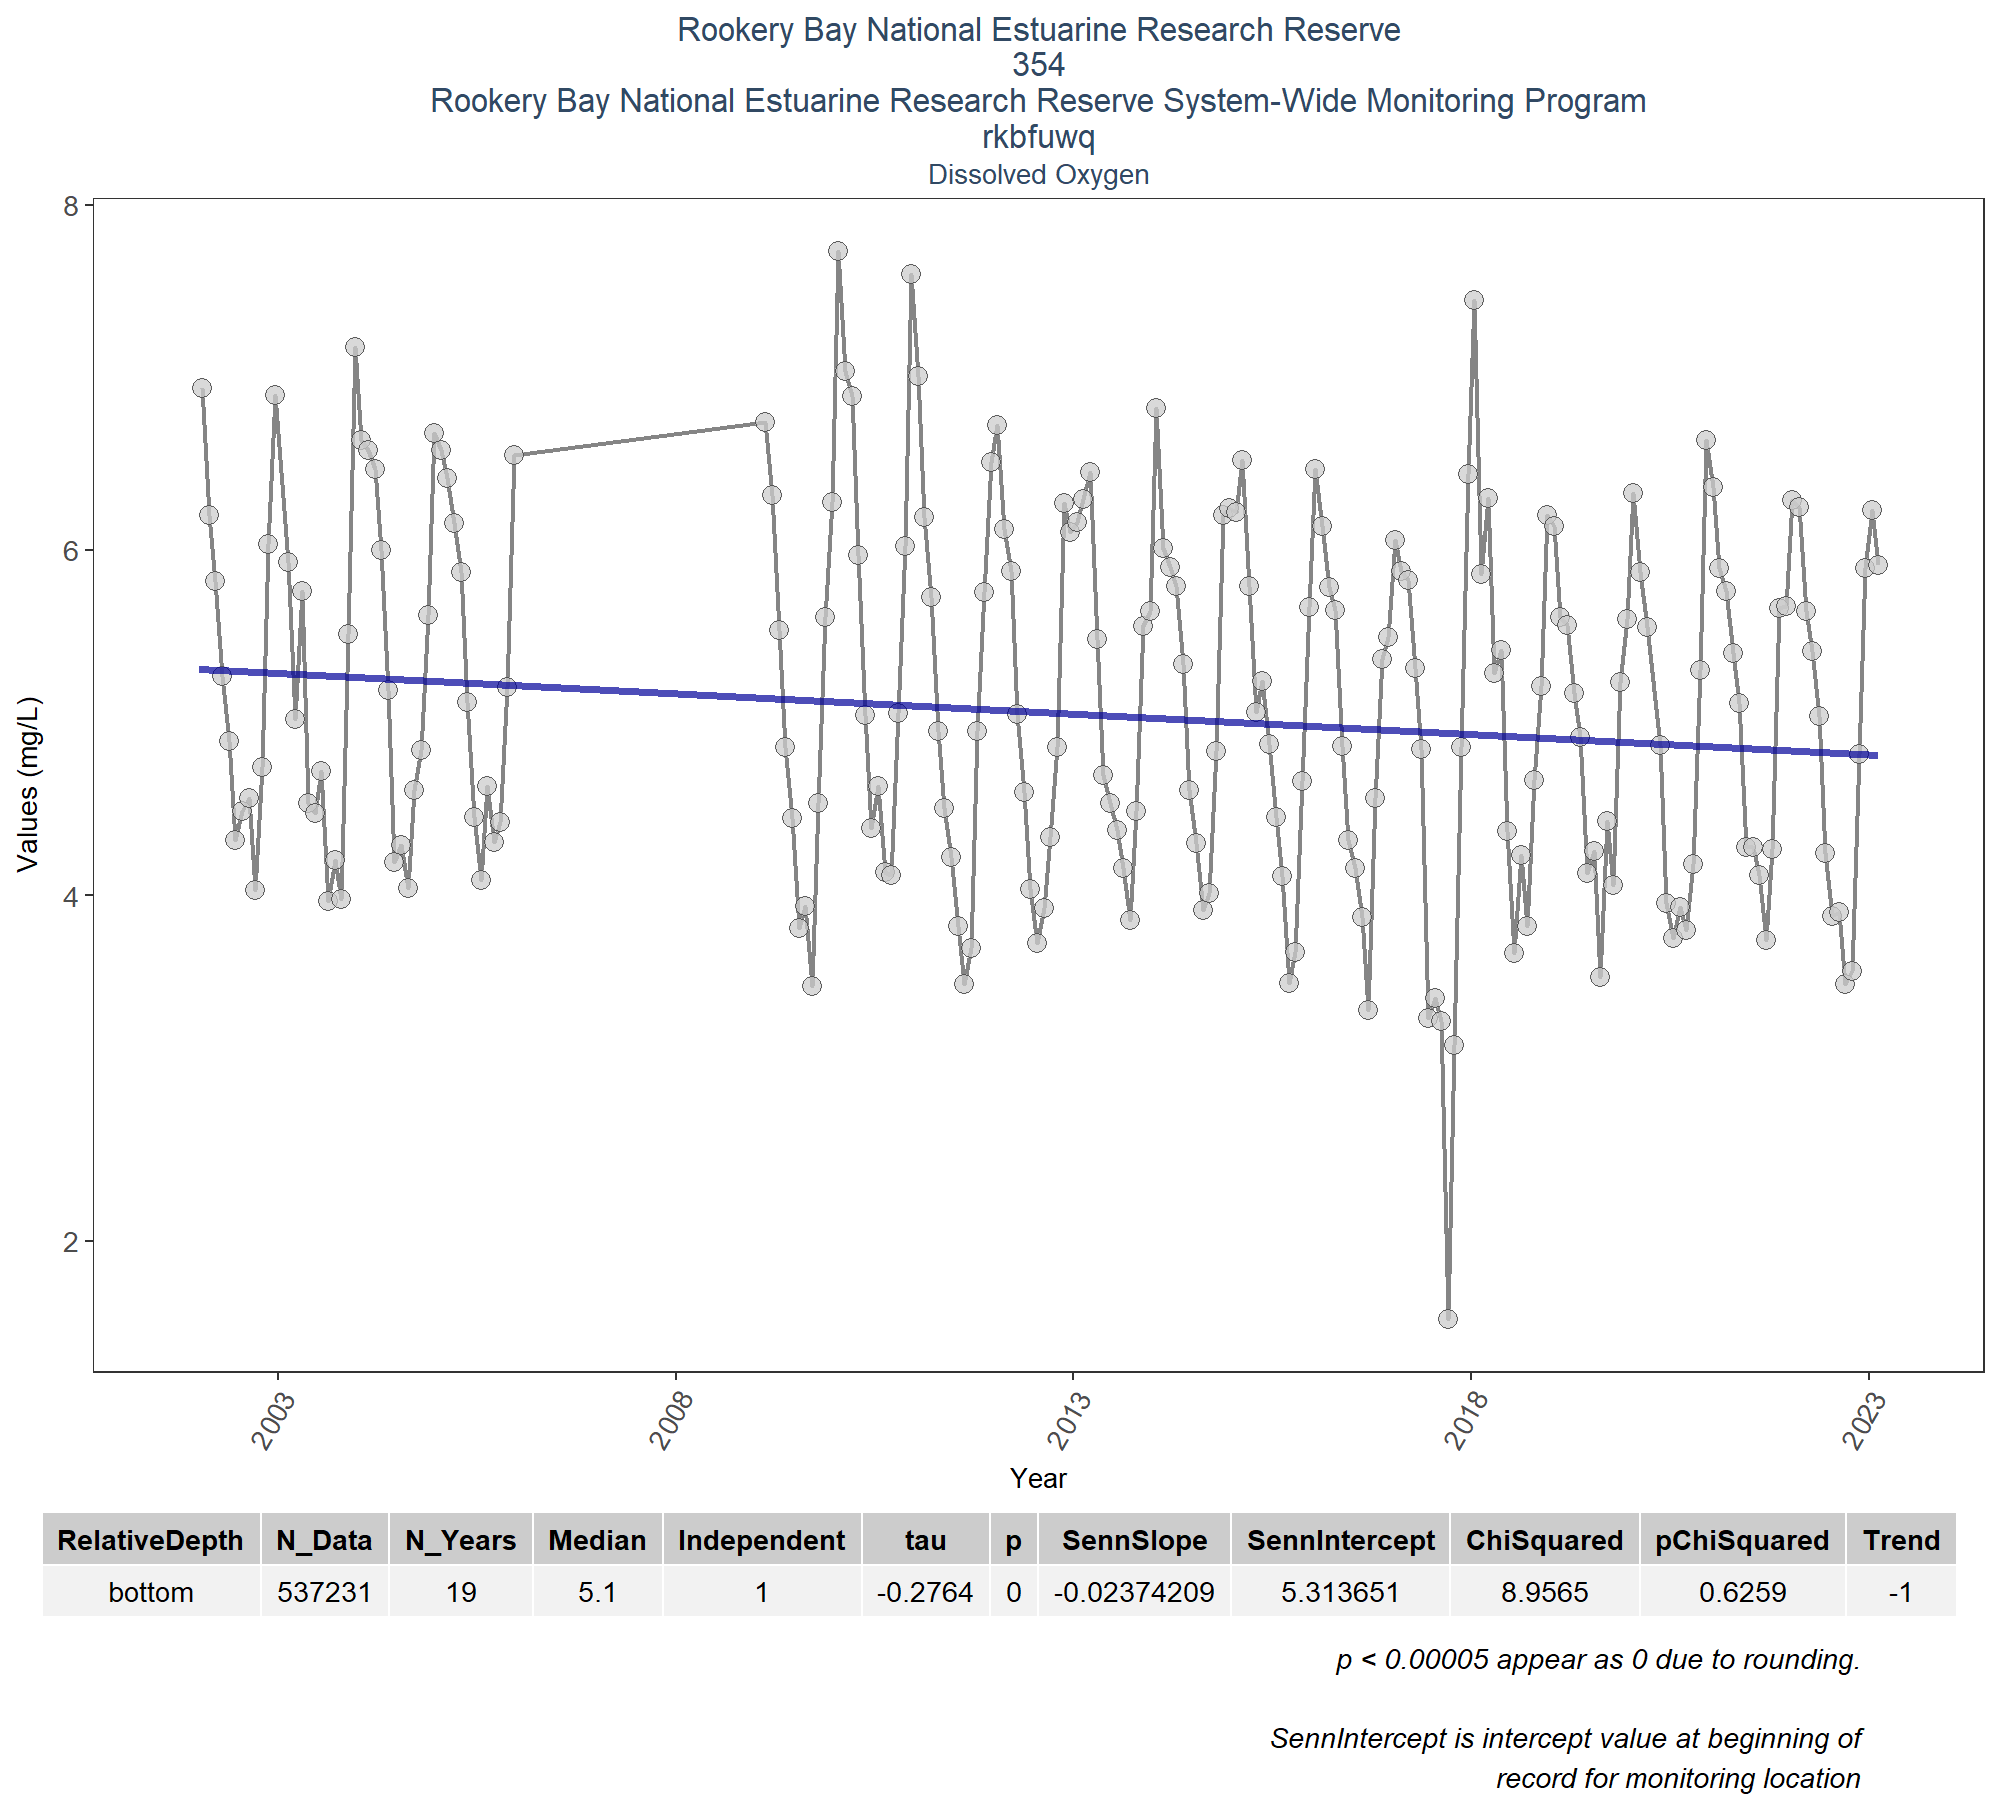 Rookery Bay National Estuarine Research Reserve
354
Rookery Bay National Estuarine Research Reserve System-Wide Monitoring Program
rkbfuwq
Dissolved Oxygen
8
6
4
2
Values (mg/L)
2003 2008 2013 2018 2023
Year
RelativeDepth N_Data N_Years Median Independent tau p SennSlope SennIntercept ChiSquared pChiSquared Trend
bottom 537231 19 5.1 1 -0.2764 0 -0.02374209 5.313651 8.9565 0.6259 -1
p < 0.00005 appear as 0 due to rounding.
SennIntercept is intercept value at beginning of
record for monitoring location